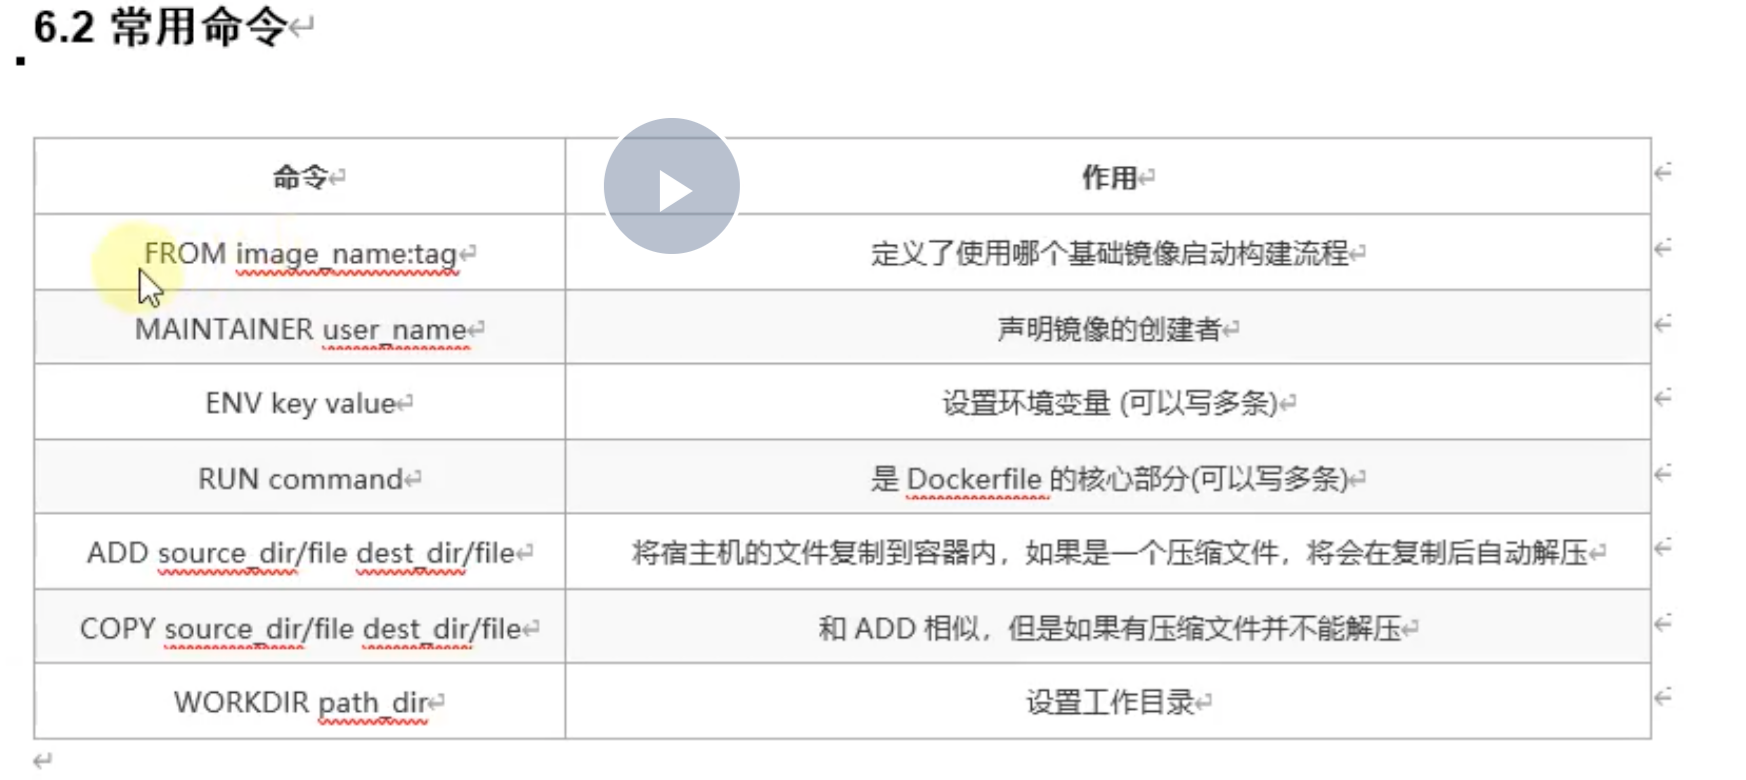 6.2 常用命令
命令 作用
FROM image_name:tag 定义了使用哪个基础镜像启动构建流程
MAINTAINER user_name 声明镜像的创建者
ENV key value 设置环境变量 (可以写多条)
RUN command 是 Dockerfile 的核心部分(可以写多条)
ADD source_dir/file dest_dir/file 将宿主机的文件复制到容器内，如果是一个压缩文件，将会在复制后自动解压
COPY source_dir/file dest_dir/file 和 ADD 相似，但是如果有压缩文件并不能解压
WORKDIR path_dir 设置工作目录